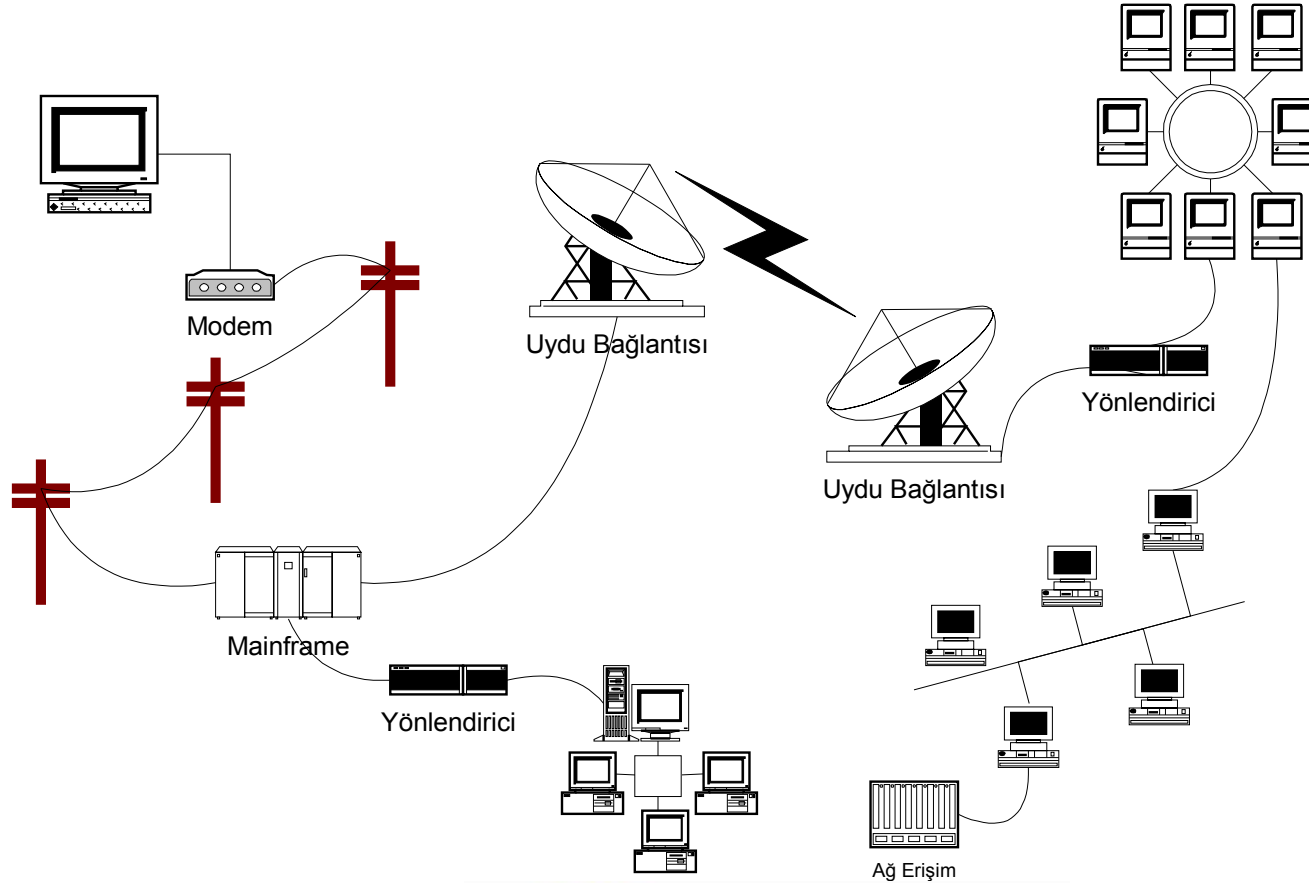 Modem
Uydu Bağlantısı
Uydu Bağlantısı
Yönlendirici
Mainframe
Yönlendirici
Ağ Erişim